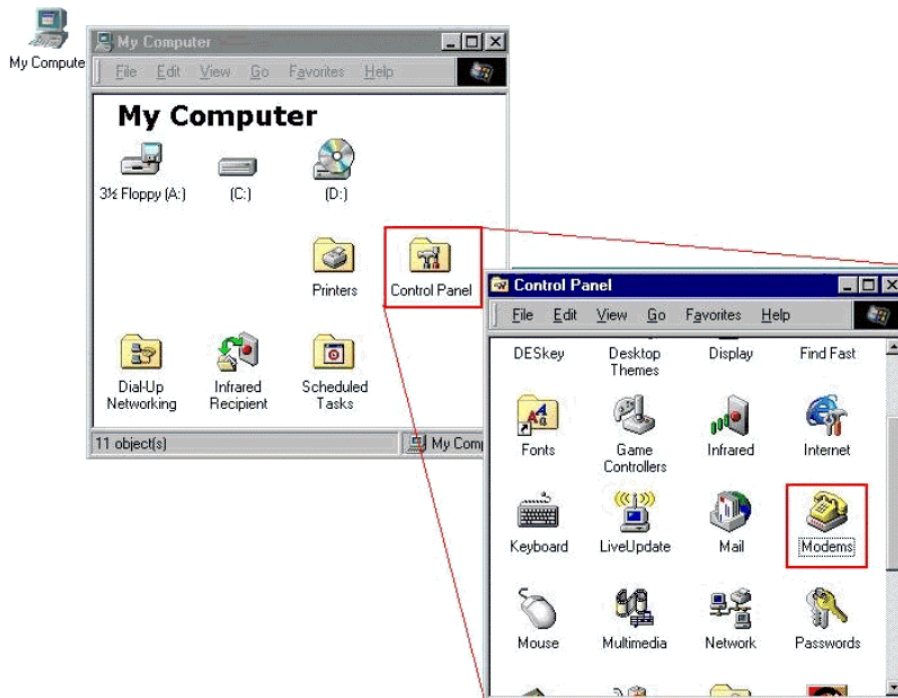 My Compute
My Computer
File Edit View Go Favorites Help
My Computer
3½ Floppy (A:) (C:) (D:)
Printers Control Panel
Dial-Up Networking
Infrared Recipient
Scheduled Tasks
11 object(s) My Comp
Control Panel
File Edit View Go Favorites Help
DESkey Desktop Themes Display Find Fast
Fonts Game Controllers Infrared Internet
Keyboard LiveUpdate Mail Modems
Mouse Multimedia Network Passwords